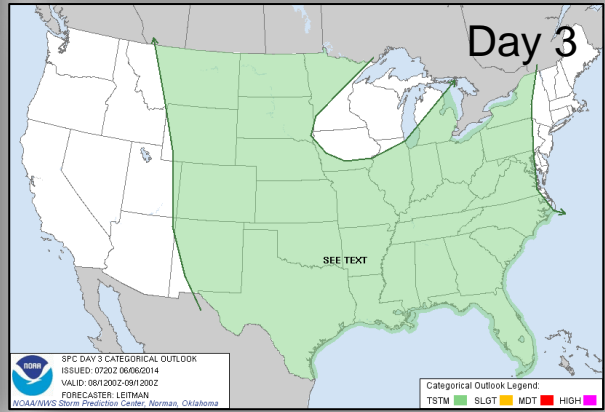 Day 3
SEE TEXT
NOAA
SPC DAY 3 CATEGORICAL OUTLOOK
ISSUED: 0720Z 06/06/2014
VALID: 08/1200Z-09/1200Z
FORECASTER: LEITMAN
NOAA/NWS Storm Prediction Center, Norman, Oklahoma
Categorical Outlook Legend:
TSTM SLGT MDT HIGH